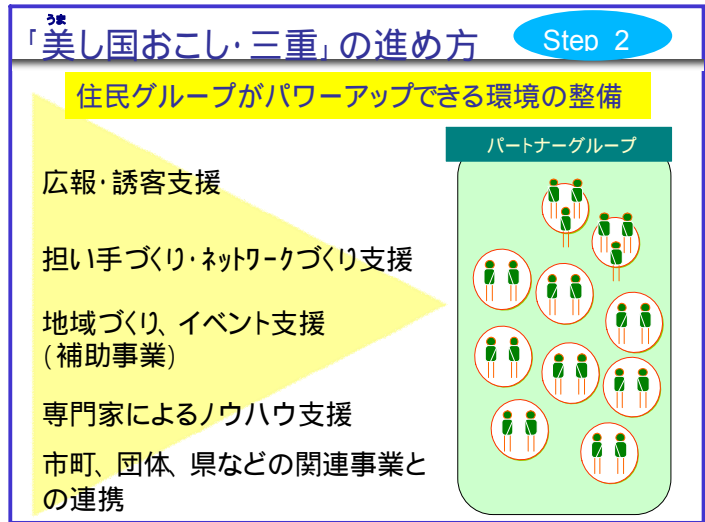 うま
「美し国おこし・三重」の進め方
Step 2
住民グループがパワーアップできる環境の整備
パートナーグループ
広報・誘客支援
担い手づくり・ネットワークづくり支援
地域づくり、イベント支援
(補助事業)
専門家によるノウハウ支援
市町、団体、県などの関連事業と
の連携